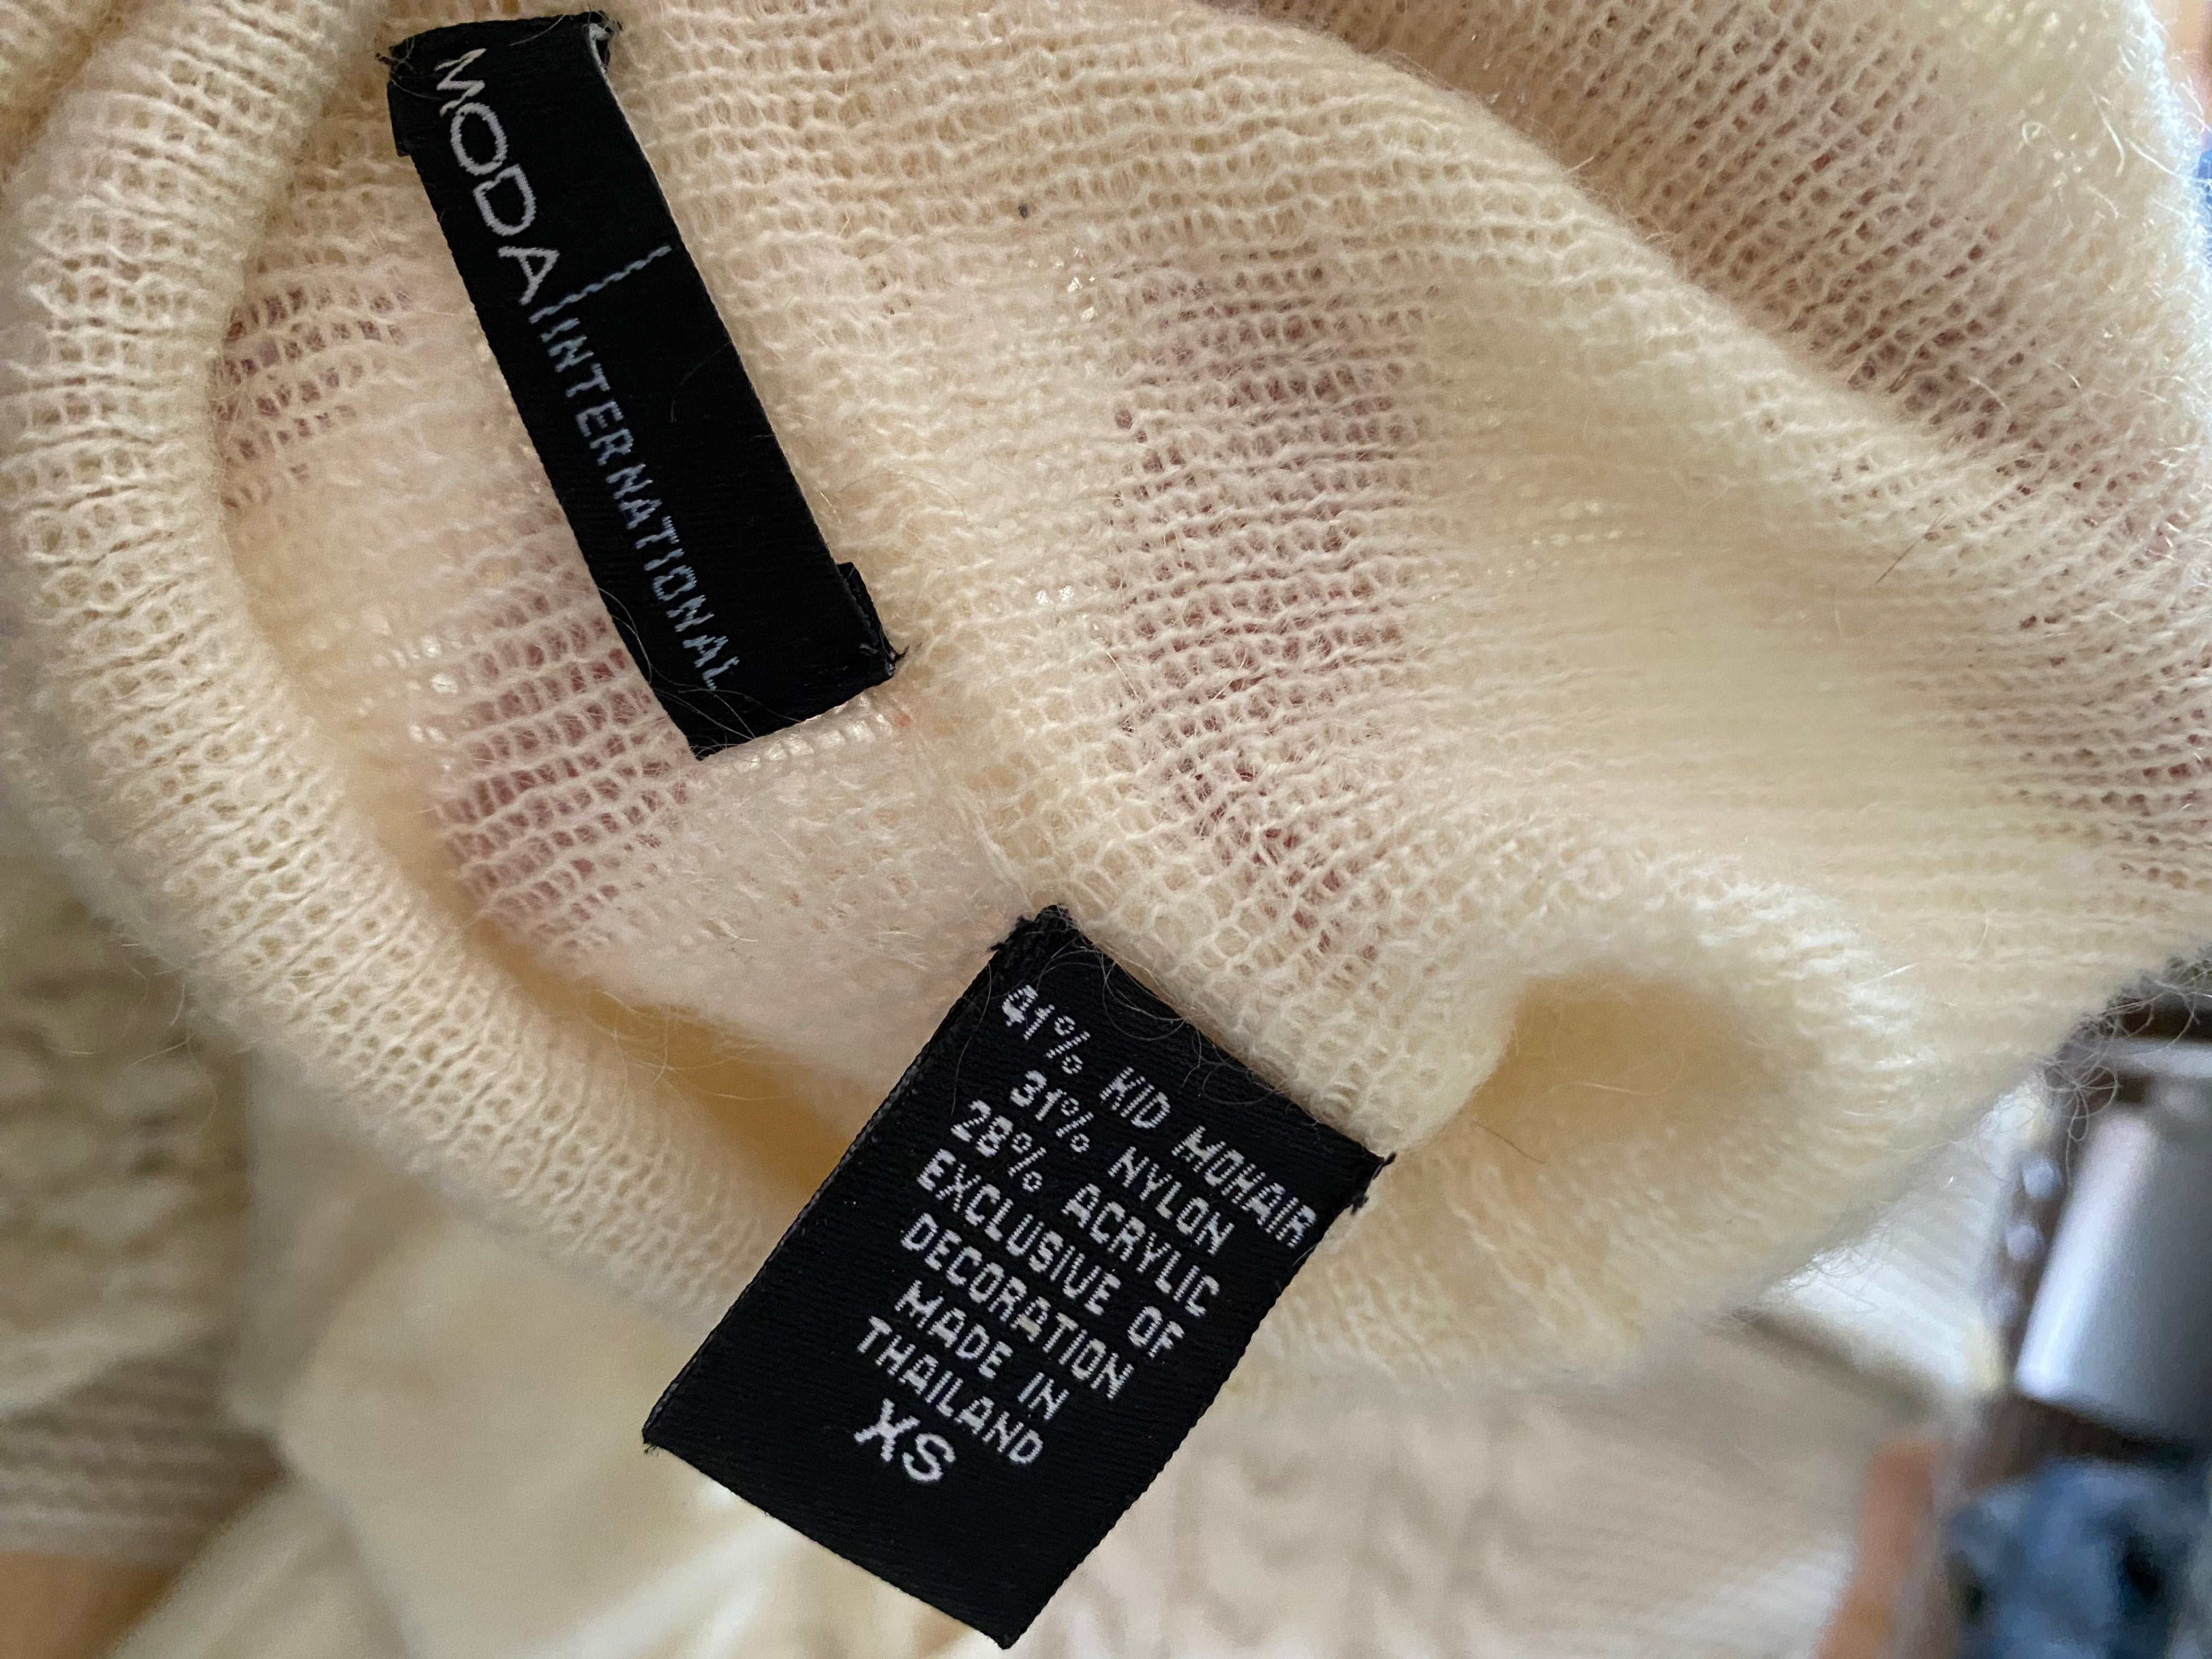 MODA INTERNATIONAL
41% KID MOHAIR
31% NYLON
28% ACRYLIC
EXCLUSIVE OF
DECORATION
MADE IN
THAILAND
XS